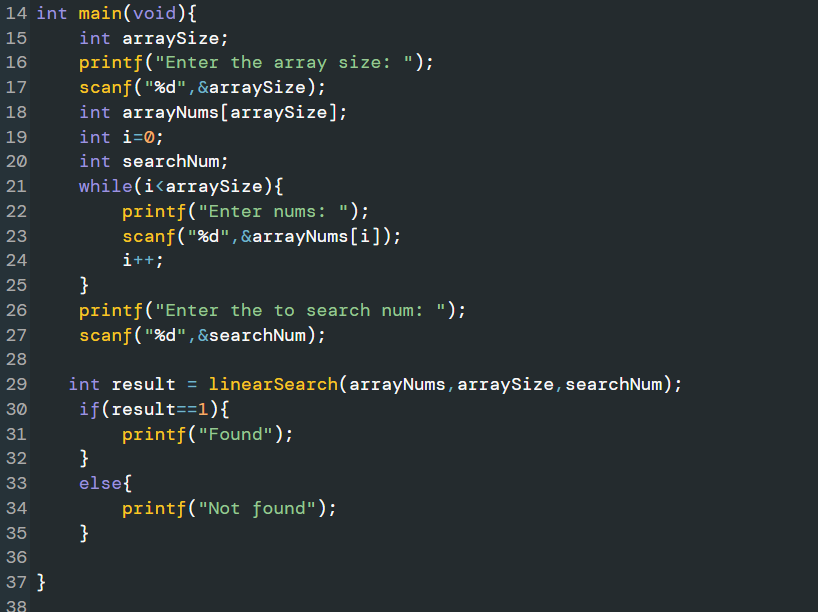 14 int main(void){
15     int arraySize;
16     printf("Enter the array size: ");
17     scanf("%d",&arraySize);
18     int arrayNums[arraySize];
19     int i=0;
20     int searchNum;
21     while(i<arraySize){
22         printf("Enter nums: ");
23         scanf("%d",&arrayNums[i]);
24         i++;
25     }
26     printf("Enter the to search num: ");
27     scanf("%d",&searchNum);
28
29    int result = linearSearch(arrayNums,arraySize,searchNum);
30     if(result==1){
31         printf("Found");
32     }
33     else{
34         printf("Not found");
35     }
36
37 }
38